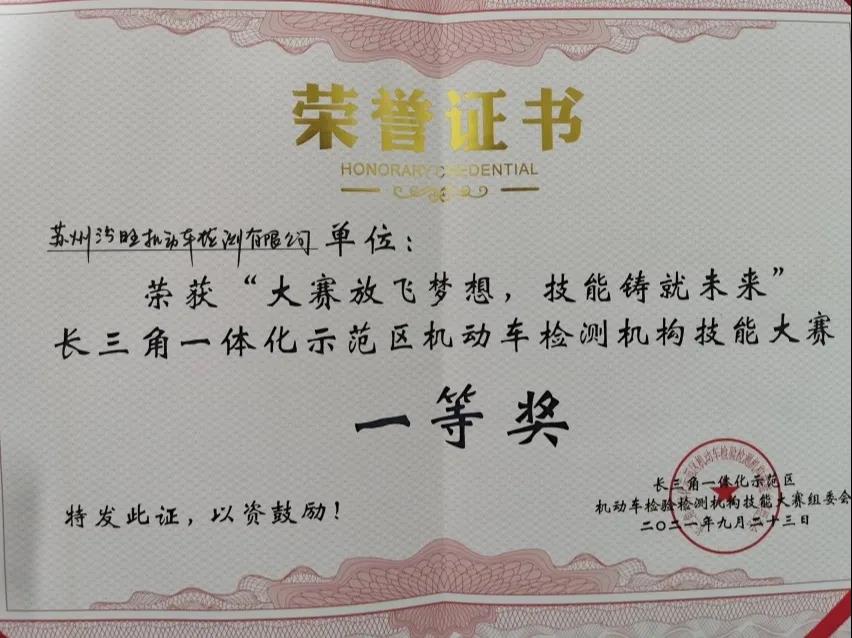 荣誉证书
HONORARY CREDENTIAL
苏州鸿旺机动车检测有限公司 单位：
荣获“大赛放飞梦想，技能铸就未来”
长三角一体化示范区机动车检测机构技能大赛
一等奖
特发此证，以资鼓励！
长三角一体化示范区
机动车检验检测机构技能大赛组委会
二〇二一年九月二十三日